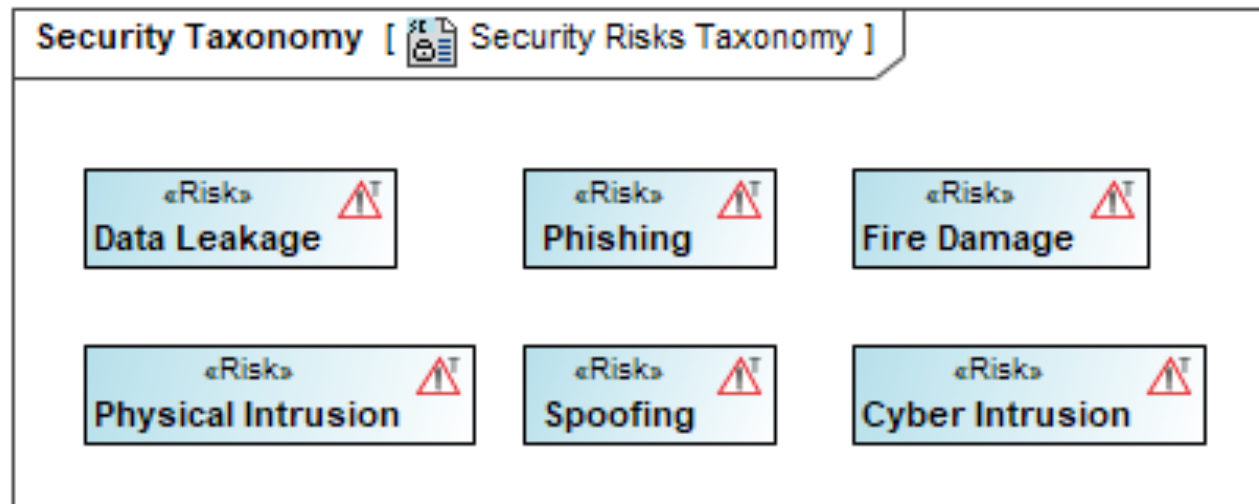 Security Taxonomy [ Security Risks Taxonomy ]
«Risk»
Data Leakage
«Risk»
Phishing
«Risk»
Fire Damage
«Risk»
Physical Intrusion
«Risk»
Spoofing
«Risk»
Cyber Intrusion